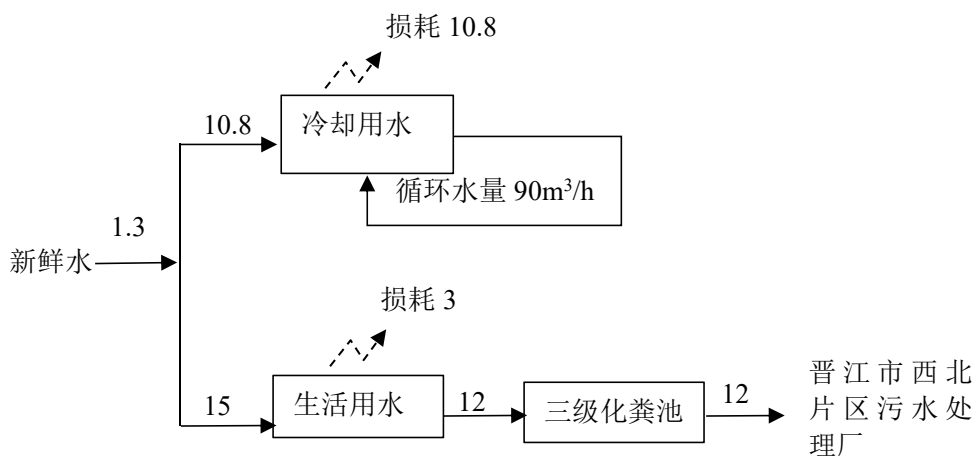 损耗 10.8
冷却用水
10.8
循环水量 90m³/h
1.3
新鲜水
损耗 3
生活用水
15
12
三级化粪池
12
晋江市西北
片区污水处
理厂